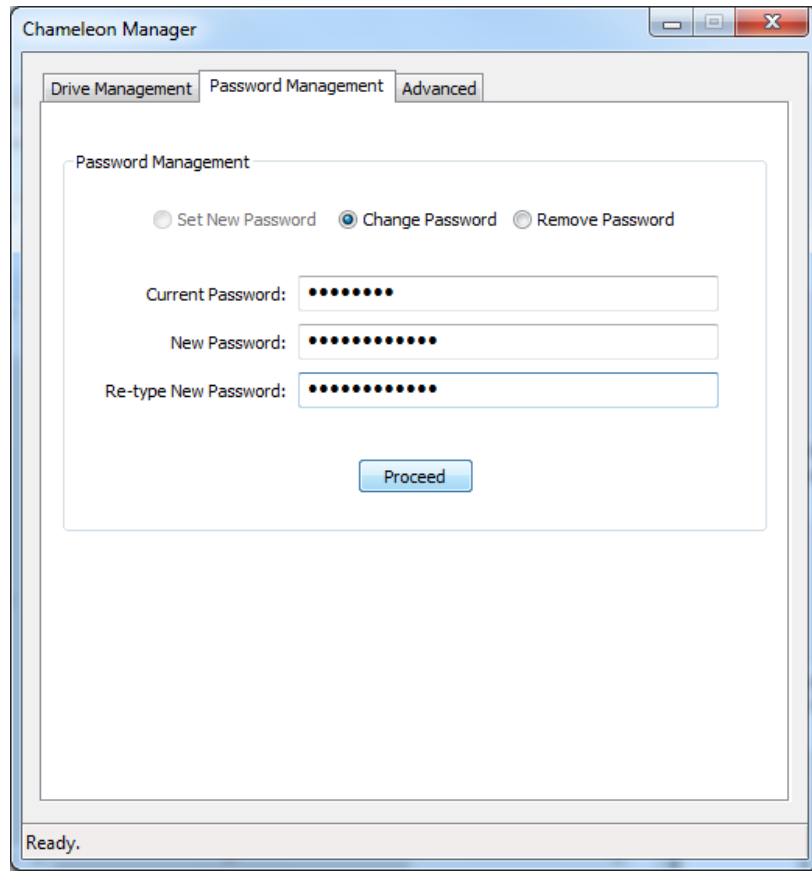 Chameleon Manager
Drive Management Password Management Advanced
Password Management
Set New Password Change Password Remove Password
Current Password: ••••••••
New Password: ••••••••••••
Re-type New Password: ••••••••••••
Proceed
Ready.